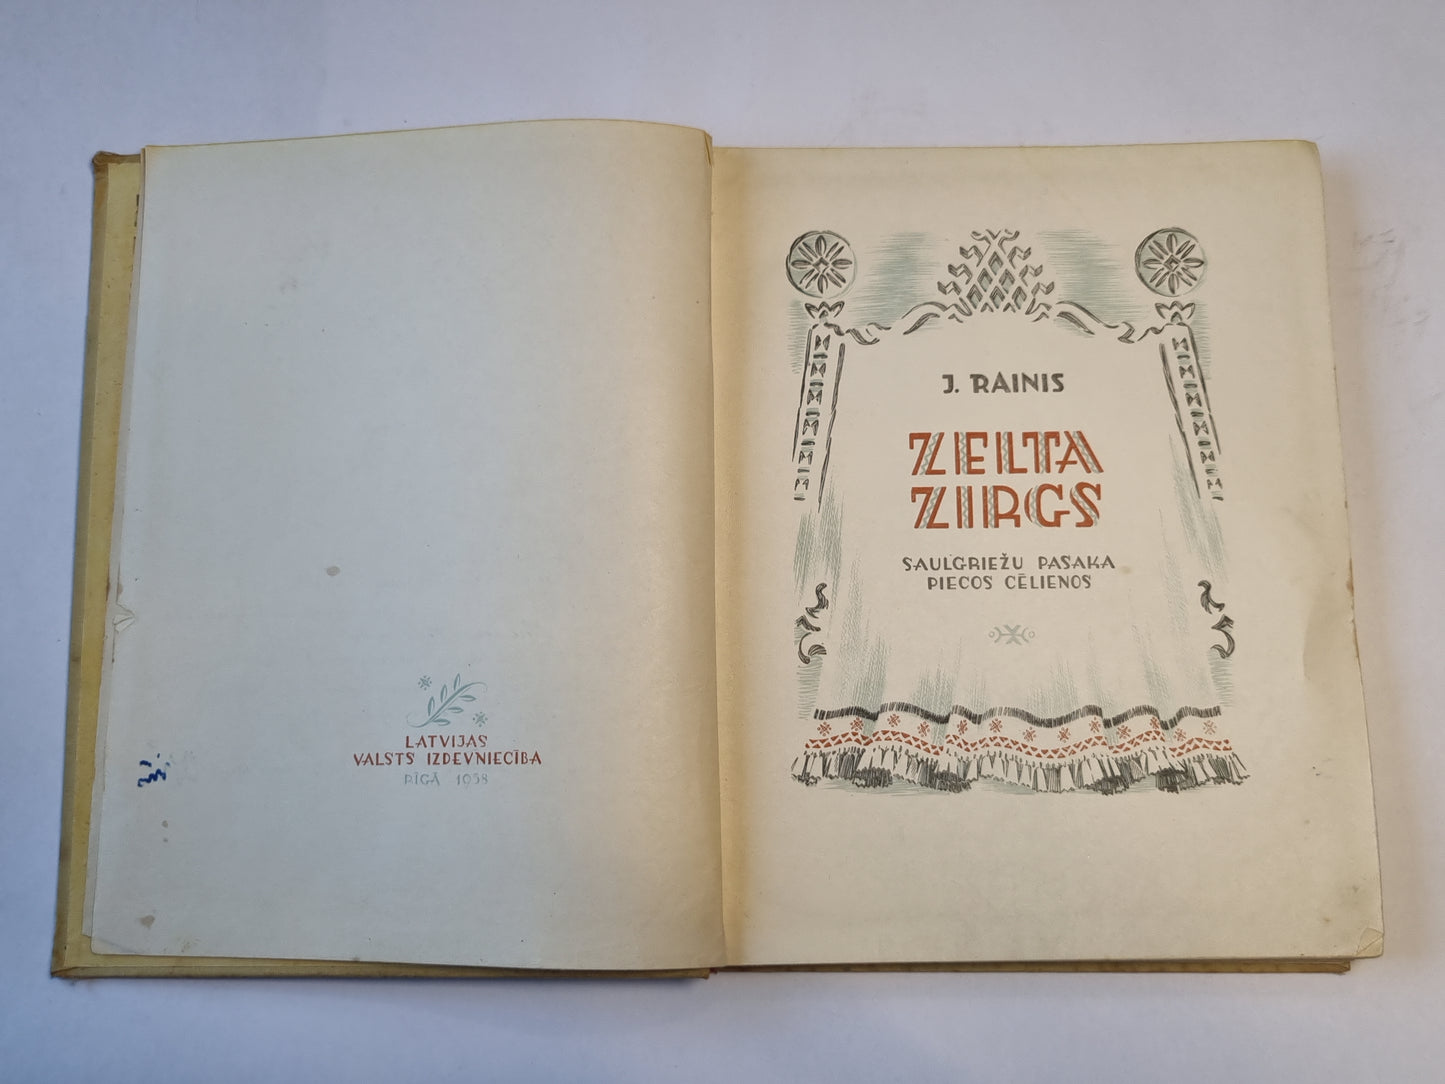 LATVIJAS
VALSTS IZDEVNIECĪBA
RĪGĀ 1958
J. RAINIS
ZELTA
ZIRGS
SAULGRIEŽU PASAKA
PIECOS CĒLIENOS